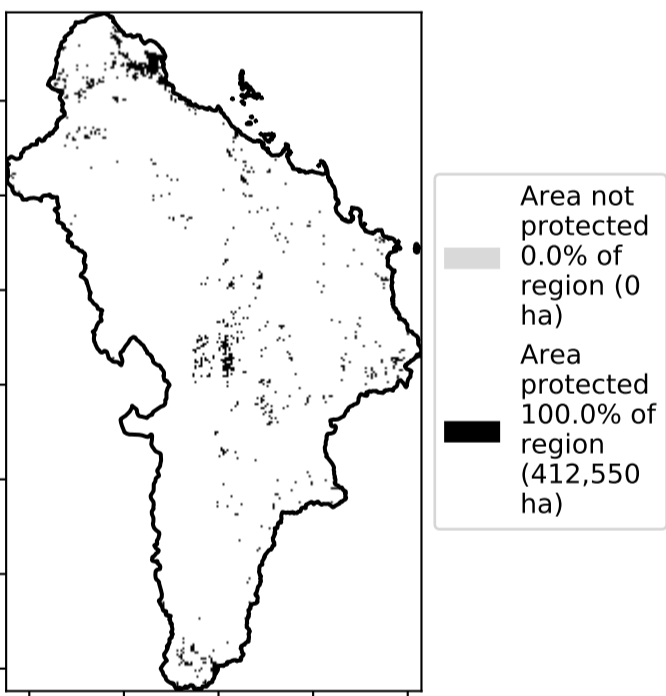 Area not
protected
0.0% of
region (0
ha)
Area
protected
100.0% of
region
(412,550
ha)